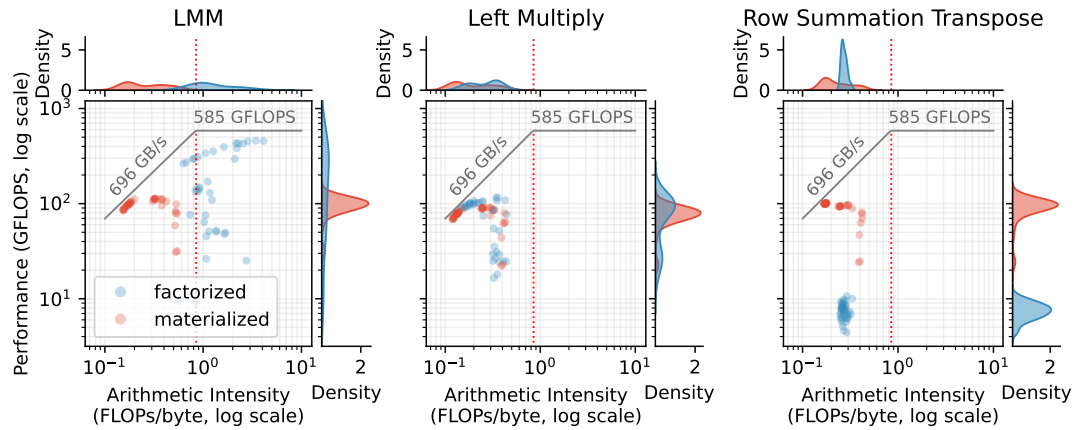 LMM
Left Multiply
Row Summation Transpose
Density
5
0
Density
5
0
Density
5
0
Performance (GFLOPS, log scale)
10³
10²
10¹
696 GB/s
585 GFLOPS
factorized
materialized
696 GB/s
585 GFLOPS
696 GB/s
585 GFLOPS
10⁻¹
10⁰
10¹
2
10⁻¹
10⁰
10¹
2
10⁻¹
10⁰
10¹
2
Arithmetic Intensity
(FLOPs/byte, log scale)
Density
Arithmetic Intensity
(FLOPs/byte, log scale)
Density
Arithmetic Intensity
(FLOPs/byte, log scale)
Density